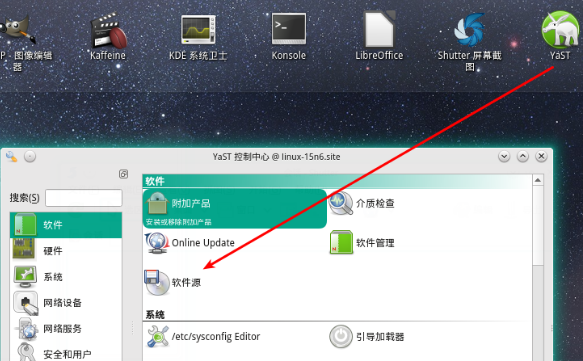 P - 图像编辑器
Kaffeine
KDE 系统卫士
Konsole
LibreOffice
Shutter 屏幕截图
YaST
YaST 控制中心 @ linux-15n6.site
搜索(S)
软件
硬件
系统
网络设备
网络服务
安全和用户
软件
附加产品
安装或移除附加产品
介质检查
Online Update
软件管理
软件源
系统
/etc/sysconfig Editor
引导加载器